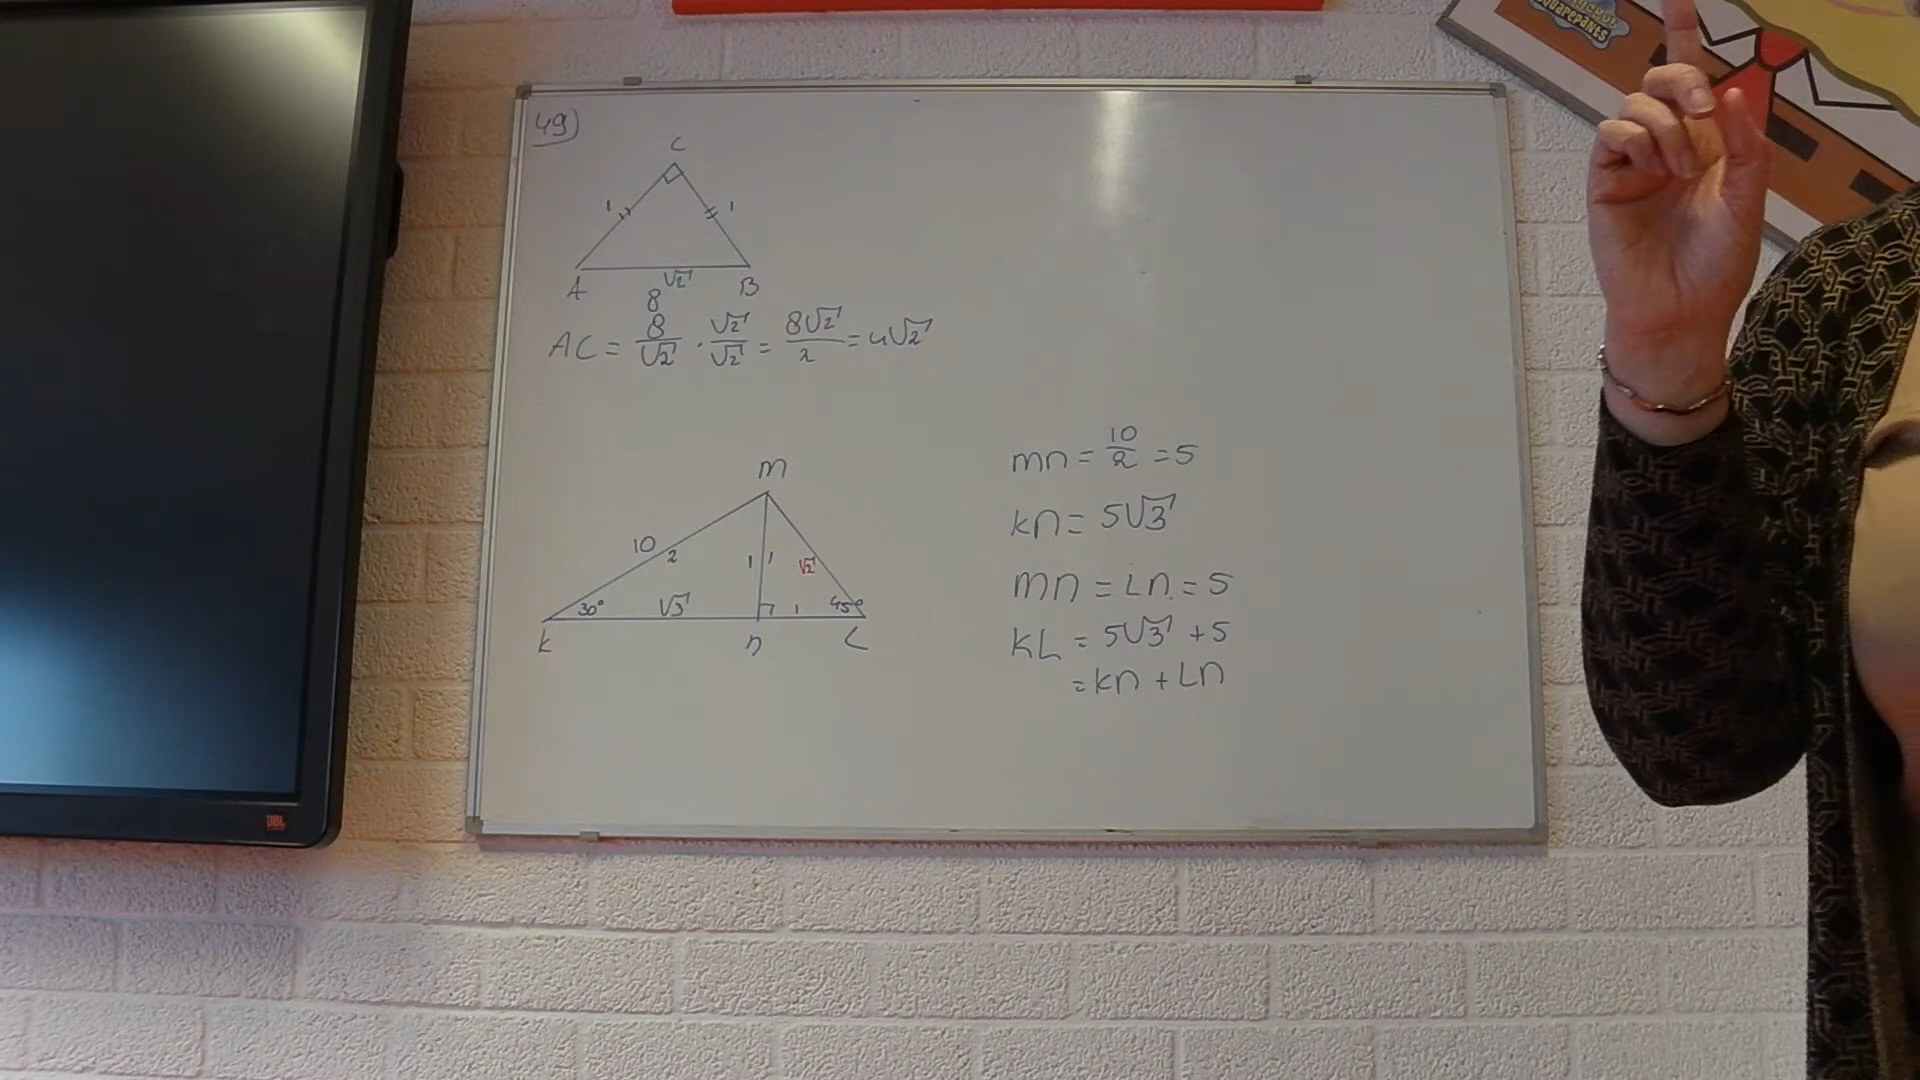 49)
C
1
1
√2
A
B
8
AC = 8/√2 · √2/√2 = 8√2/2 = 4√2
M
10
2
1
1
√2
30°
√3
1
45°
K
N
L
MN = 10/2 = 5
KN = 5√3
MN = LN = 5
KL = 5√3 + 5
= KN + LN
JBL
SQUAREPANTS